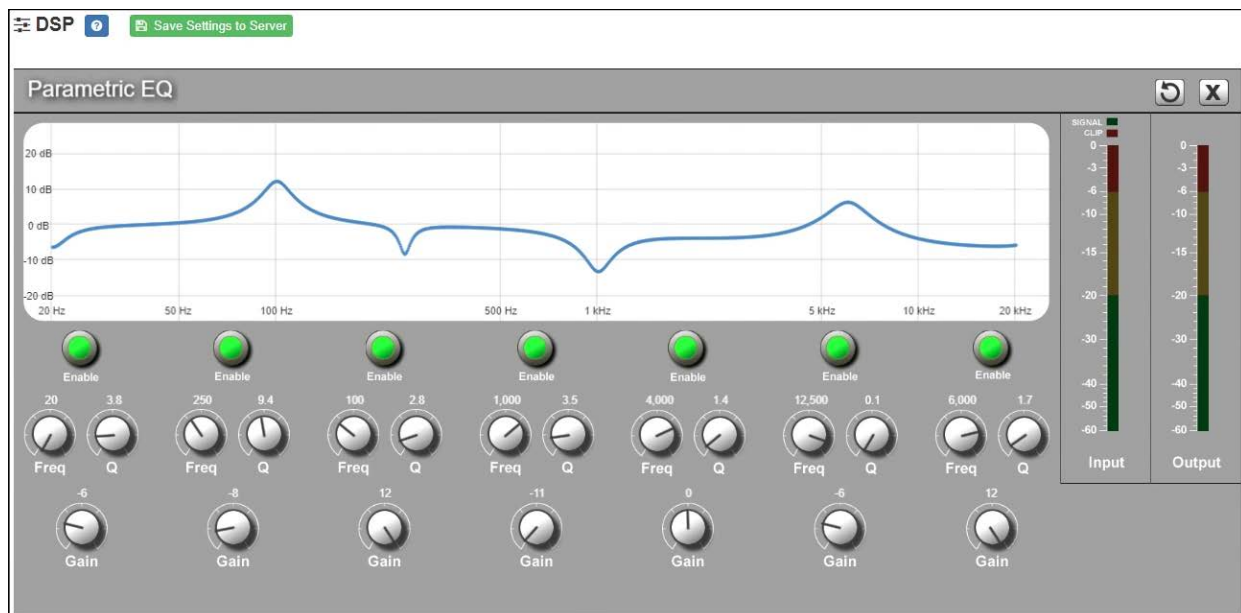 DSP ? Save Settings to Server
Parametric EQ X
20 dB
10 dB
0 dB
-10 dB
-20 dB
20 Hz 50 Hz 100 Hz 500 Hz 1 kHz 5 kHz 10 kHz 20 kHz
Enable Enable Enable Enable Enable Enable Enable
20 3.8 250 9.4 100 2.8 1,000 3.5 4,000 1.4 12,500 0.1 6,000 1.7
Freq Q Freq Q Freq Q Freq Q Freq Q Freq Q Freq Q
-6 -8 12 -11 0 -6 12
Gain Gain Gain Gain Gain Gain Gain
SIGNAL
CLIP
0 0
-3 -3
-6 -6
-10 -10
-15 -15
-20 -20
-30 -30
-40 -40
-50 -50
-60 -60
Input Output